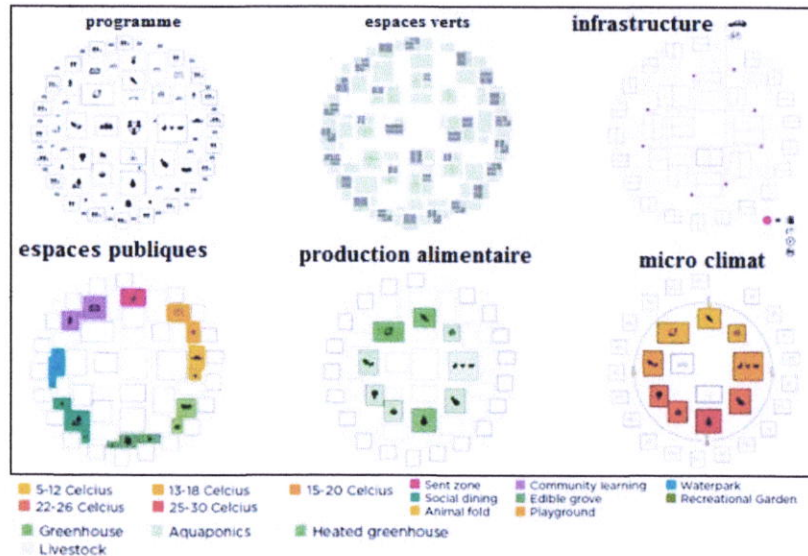 programme
espaces verts
infrastructure
espaces publiques
production alimentaire
micro climat
5-12 Celcius
13-18 Celcius
15-20 Celcius
Sent zone
Community learning
Waterpark
22-26 Celcius
25-30 Celcius
Social dining
Edible grove
Recreational Garden
Animal fold
Playground
Greenhouse
Aquaponics
Heated greenhouse
Livestock